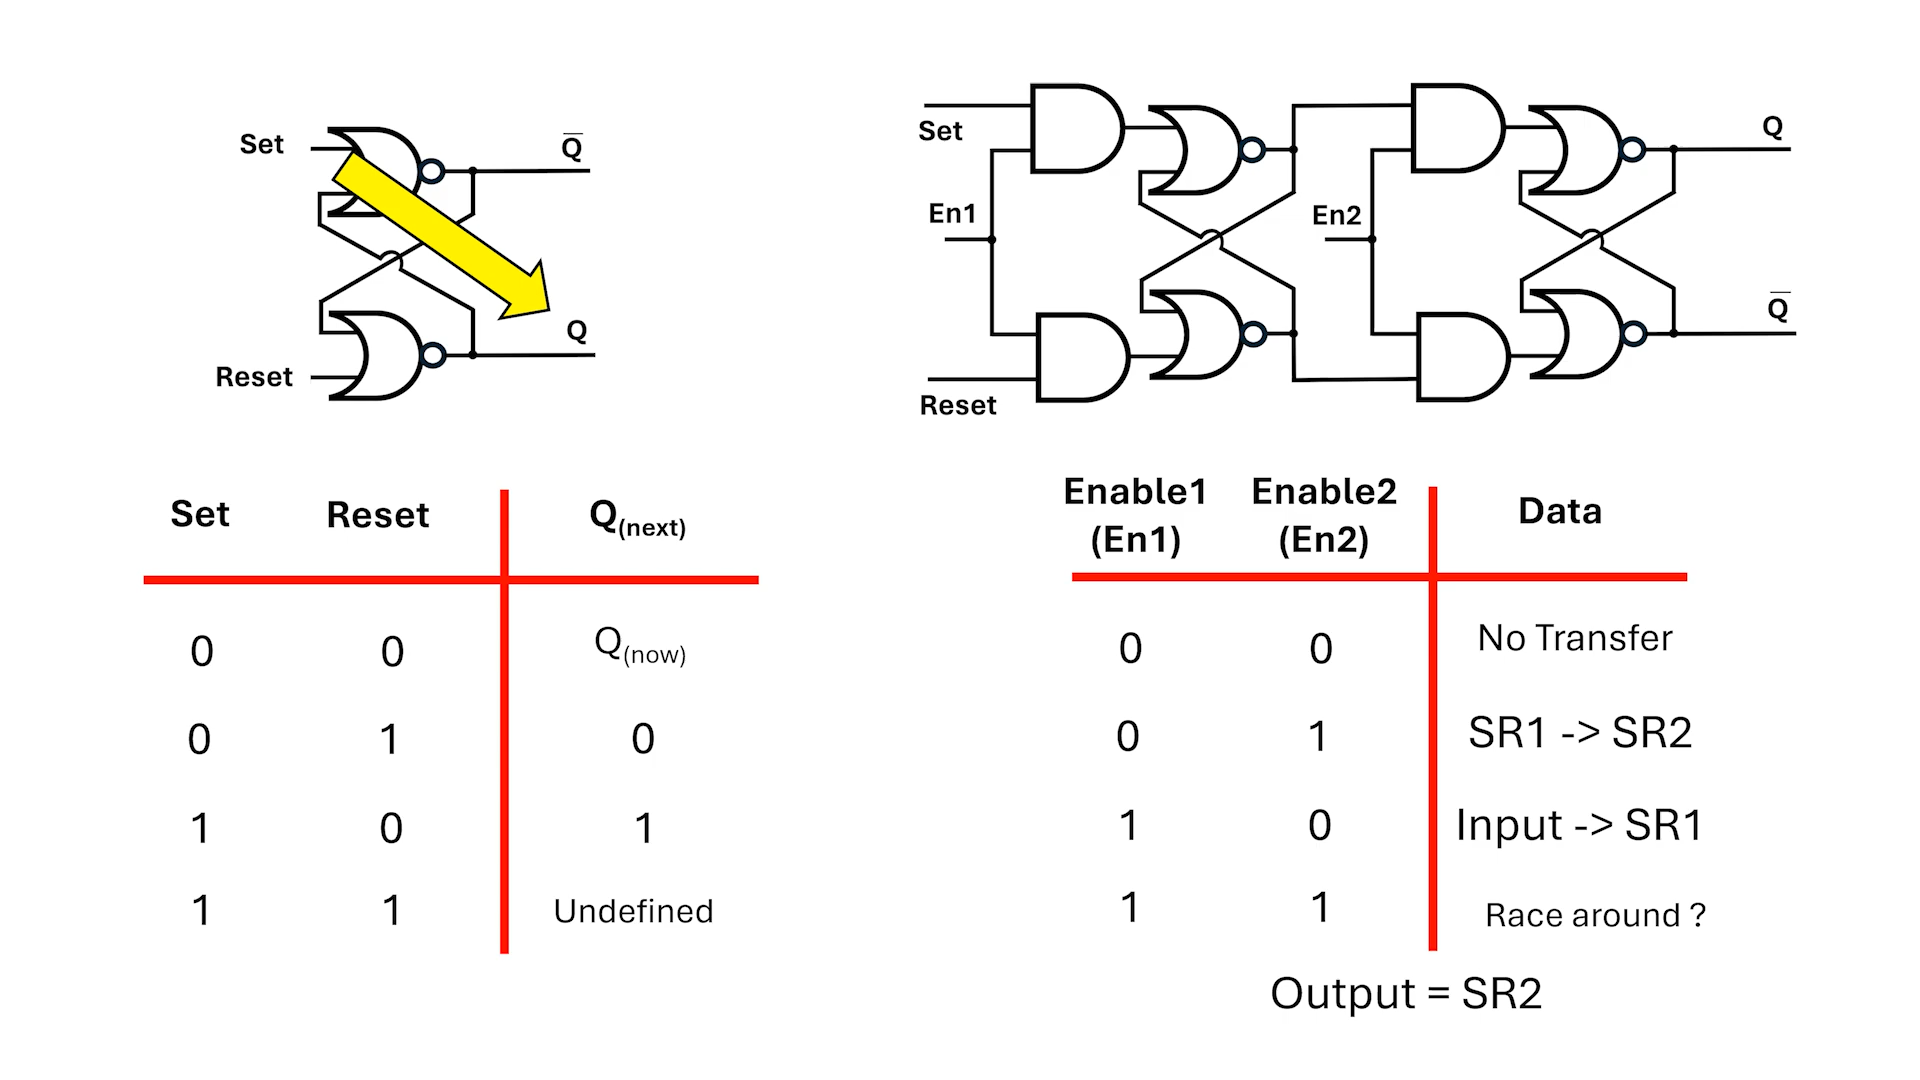 Set
Q̅
Q
Reset
Set
En1
Reset
En2
Q
Q̅
Set Reset Q(next)
0 0 Q(now)
0 1 0
1 0 1
1 1 Undefined
Enable1 Enable2 Data
(En1) (En2)
0 0 No Transfer
0 1 SR1 -> SR2
1 0 Input -> SR1
1 1 Race around ?
Output = SR2